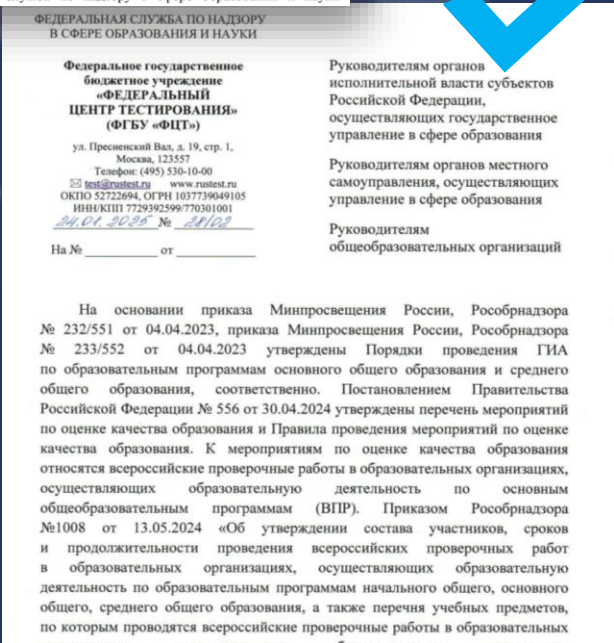 ФЕДЕРАЛЬНАЯ СЛУЖБА ПО НАДЗОРУ
В СФЕРЕ ОБРАЗОВАНИЯ И НАУКИ
Федеральное государственное
бюджетное учреждение
«ФЕДЕРАЛЬНЫЙ
ЦЕНТР ТЕСТИРОВАНИЯ»
(ФГБУ «ФЦТ»)
ул. Пресненский Вал, д. 19, стр. 1,
Москва, 123557
Телефон: (495) 530-10-00
test@rustest.ru www.rustest.ru
ОКПО 52722694, ОГРН 1037739049105
ИНН/КПП 7729392599/770301001
24.01.2025 № 28/02
На № ____________ от ____________
Руководителям органов
исполнительной власти субъектов
Российской Федерации,
осуществляющих государственное
управление в сфере образования
Руководителям органов местного
самоуправления, осуществляющих
управление в сфере образования
Руководителям
общеобразовательных организаций
На основании приказа Минпросвещения России, Рособрнадзора
№ 232/551 от 04.04.2023, приказа Минпросвещения России, Рособрнадзора
№ 233/552 от 04.04.2023 утверждены Порядки проведения ГИА
по образовательным программам основного общего образования и среднего
общего образования, соответственно. Постановлением Правительства
Российской Федерации № 556 от 30.04.2024 утверждены перечень мероприятий
по оценке качества образования и Правила проведения мероприятий по оценке
качества образования. К мероприятиям по оценке качества образования
относятся всероссийские проверочные работы в образовательных организациях,
осуществляющих образовательную деятельность по основным
общеобразовательным программам (ВПР). Приказом Рособрнадзора
№1008 от 13.05.2024 «Об утверждении состава участников, сроков
и продолжительности проведения всероссийских проверочных работ
в образовательных организациях, осуществляющих образовательную
деятельность по образовательным программам начального общего, основного
общего, среднего общего образования, а также перечня учебных предметов,
по которым проводятся всероссийские проверочные работы в образовательных